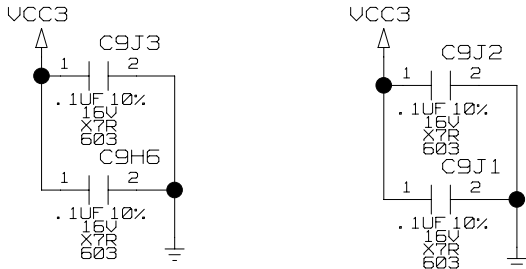 VCC3
C9J3
1 2
.1UF 10%
16V
X7R
603
C9H6
1 2
.1UF 10%
16V
X7R
603
VCC3
C9J2
1 2
.1UF 10%
16V
X7R
603
C9J1
1 2
.1UF 10%
16V
X7R
603